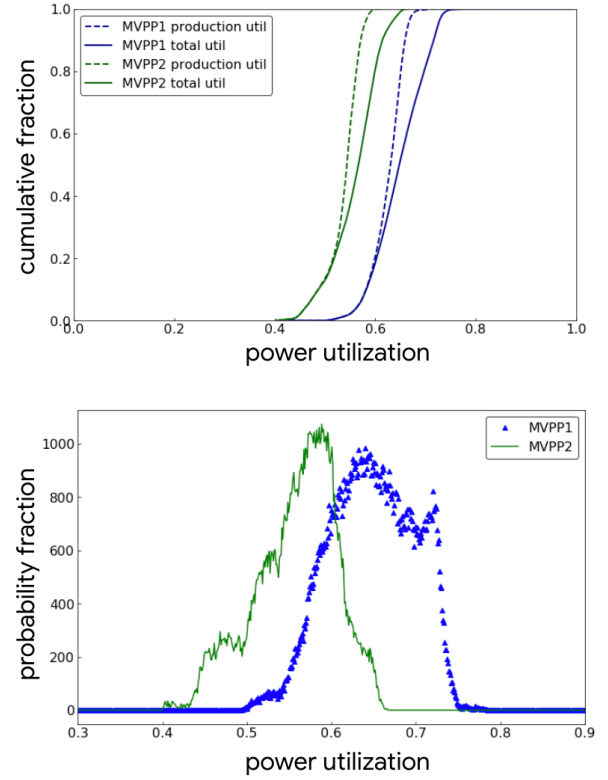 1.0
0.8
0.6
0.4
0.2
0.0
cumulative fraction
MVPP1 production util
MVPP1 total util
MVPP2 production util
MVPP2 total util
0.0 0.2 0.4 0.6 0.8 1.0
power utilization
1000
800
600
400
200
0
probability fraction
MVPP1
MVPP2
0.3 0.4 0.5 0.6 0.7 0.8 0.9
power utilization